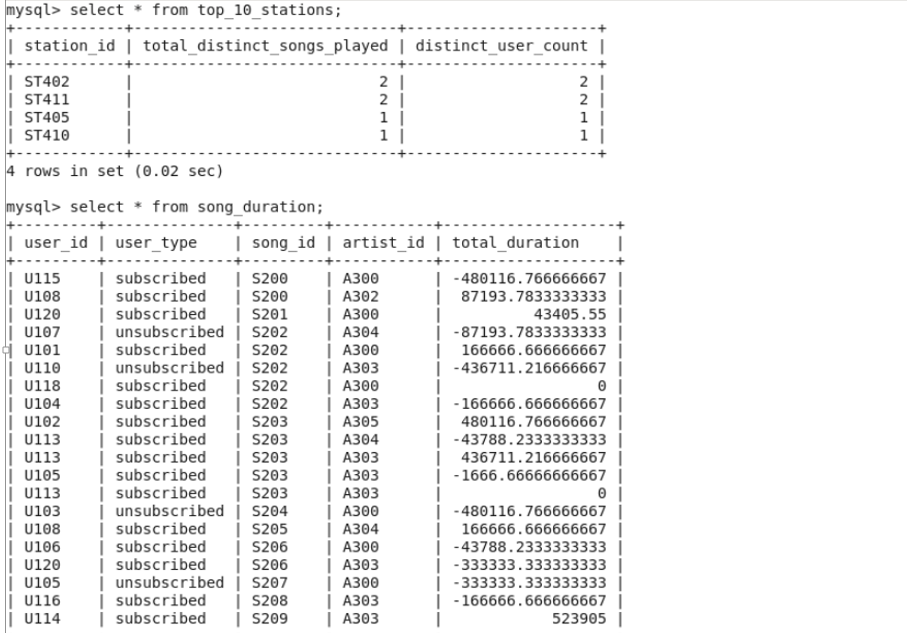 mysql> select * from top_10_stations;
+------------+-----------------------------+---------------------+
| station_id | total_distinct_songs_played | distinct_user_count |
+------------+-----------------------------+---------------------+
| ST402      |                           2 |                   2 |
| ST411      |                           2 |                   2 |
| ST405      |                           1 |                   1 |
| ST410      |                           1 |                   1 |
+------------+-----------------------------+---------------------+
4 rows in set (0.02 sec)
mysql> select * from song_duration;
+---------+--------------+---------+-----------+-------------------+
| user_id | user_type    | song_id | artist_id | total_duration    |
+---------+--------------+---------+-----------+-------------------+
| U115    | subscribed   | S200    | A300      | -480116.766666667 |
| U108    | subscribed   | S200    | A302      |  87193.7833333333 |
| U120    | subscribed   | S201    | A300      |          43405.55 |
| U107    | unsubscribed | S202    | A304      | -87193.7833333333 |
| U101    | subscribed   | S202    | A300      |  166666.666666667 |
| U110    | unsubscribed | S202    | A303      | -436711.216666667 |
| U118    | subscribed   | S202    | A300      |                 0 |
| U104    | subscribed   | S202    | A303      | -166666.666666667 |
| U102    | subscribed   | S203    | A305      |  480116.766666667 |
| U113    | subscribed   | S203    | A304      | -43788.2333333333 |
| U113    | subscribed   | S203    | A303      |  436711.216666667 |
| U105    | subscribed   | S203    | A303      | -1666.66666666667 |
| U113    | subscribed   | S203    | A303      |                 0 |
| U103    | unsubscribed | S204    | A300      | -480116.766666667 |
| U108    | subscribed   | S205    | A304      |  166666.666666667 |
| U106    | subscribed   | S206    | A300      | -43788.2333333333 |
| U120    | subscribed   | S206    | A303      | -333333.333333333 |
| U105    | unsubscribed | S207    | A300      | -333333.333333333 |
| U116    | subscribed   | S208    | A303      | -166666.666666667 |
| U114    | subscribed   | S209    | A303      |            523905 |